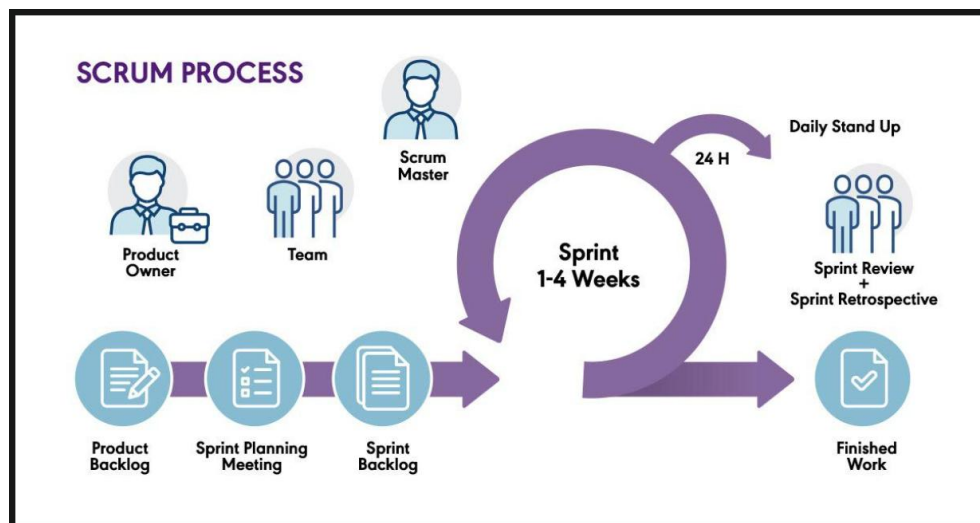 SCRUM PROCESS
Scrum
Master
Product
Owner
Team
Daily Stand Up
24 H
Sprint
1-4 Weeks
Sprint Review
+
Sprint Retrospective
Product
Backlog
Sprint Planning
Meeting
Sprint
Backlog
Finished
Work